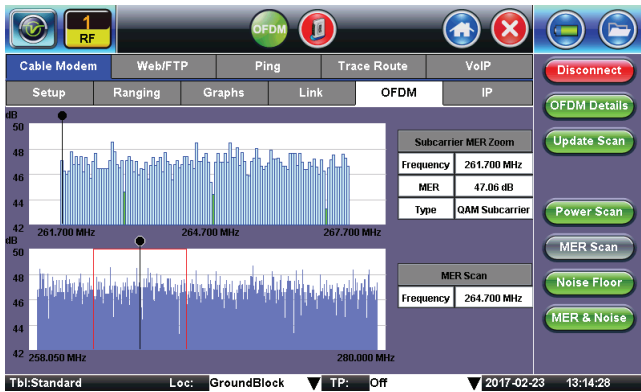 1
RF
OFDM
Cable Modem Web/FTP Ping Trace Route VoIP
Setup Ranging Graphs Link OFDM IP
Disconnect
OFDM Details
Update Scan
Power Scan
MER Scan
Noise Floor
MER & Noise
dB
50
48
46
44
42
261.700 MHz 264.700 MHz 267.700 MHz
Subcarrier MER Zoom
Frequency 261.700 MHz
MER 47.06 dB
Type QAM Subcarrier
dB
50
48
46
44
42
258.050 MHz 280.000 MHz
MER Scan
Frequency 264.700 MHz
Tbl:Standard Loc: GroundBlock TP: Off 2017-02-23 13:14:28